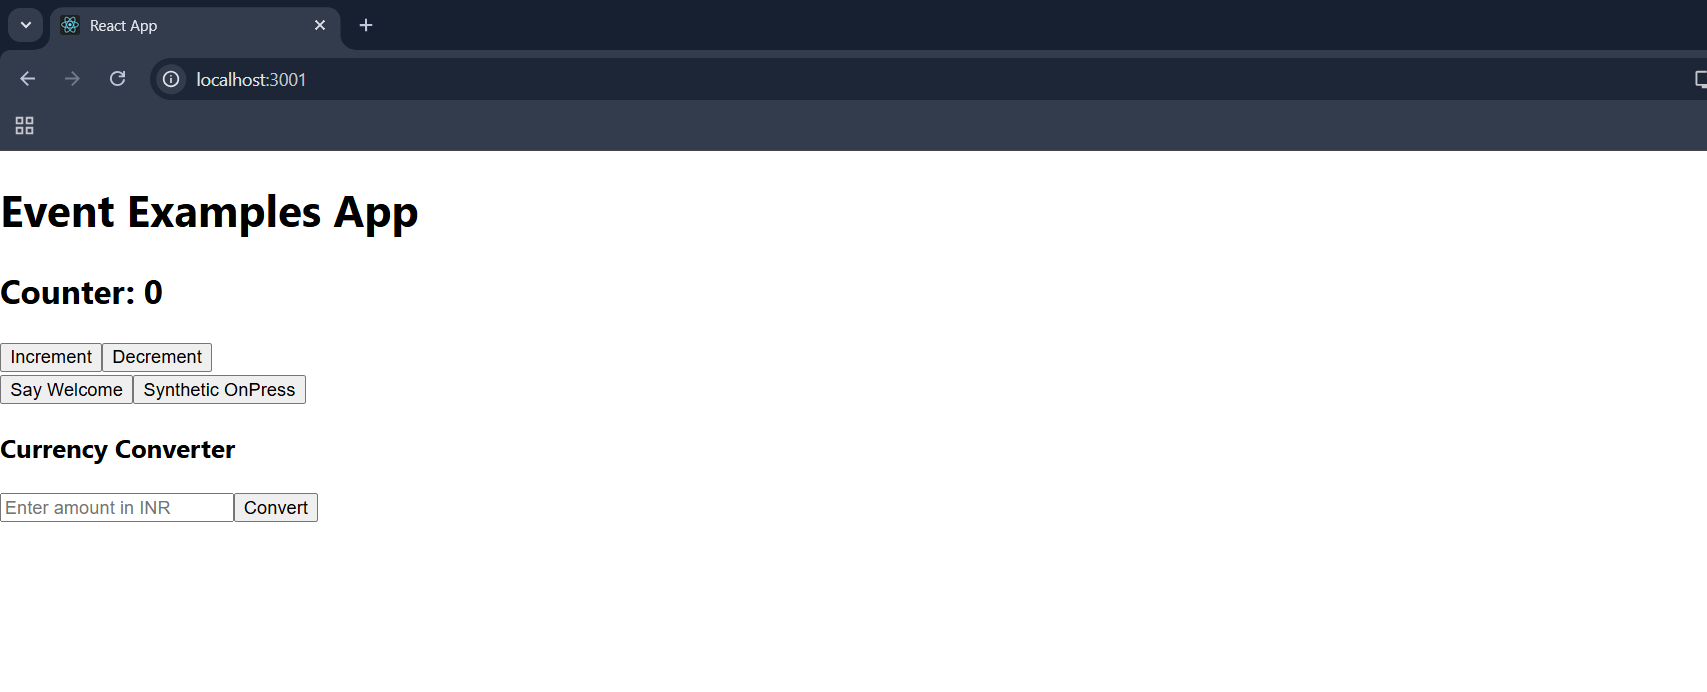 React App
localhost:3001
Event Examples App
Counter: 0
Increment Decrement
Say Welcome Synthetic OnPress
Currency Converter
Enter amount in INR Convert